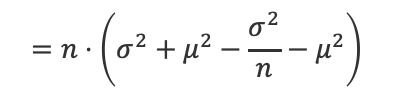 = n · (σ² + μ² − σ²/n − μ²)